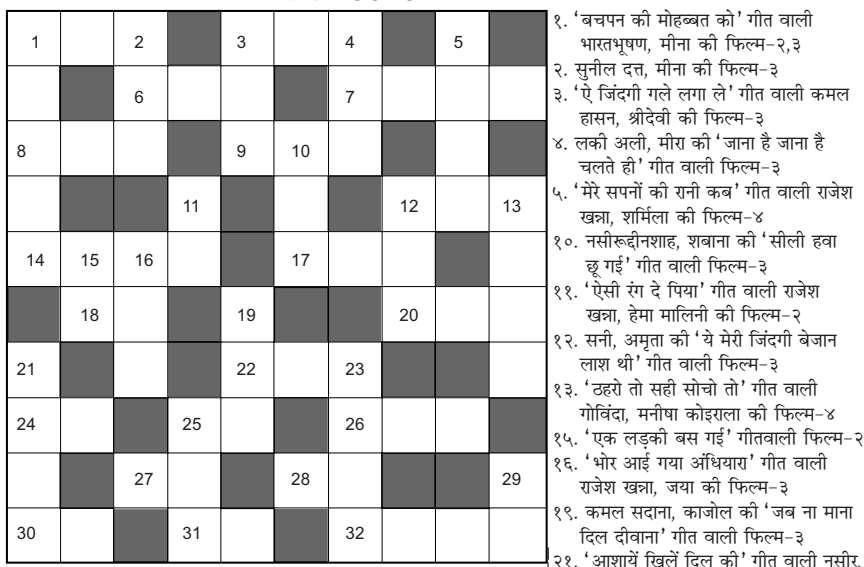 1 2 3 4 5
6 7
8 9 10
11 12 13
14 15 16 17
18 19 20
21 22 23
24 25 26
27 28 29
30 31 32
१. ‘बचपन की मोहब्बत को’ गीत वाली
भारतभूषण, मीना की फिल्म-२,३
२. सुनील दत्त, मीना की फिल्म-३
३. ‘ऐ जिंदगी गले लगा ले’ गीत वाली कमल
हासन, श्रीदेवी की फिल्म-३
४. लकी अली, मीरा की ‘जाना है जाना है
चलते ही’ गीत वाली फिल्म-३
५. ‘मेरे सपनों की रानी कब’ गीत वाली राजेश
खन्ना, शर्मिला की फिल्म-४
१०. नसीरूद्दीनशाह, शबाना की ‘सीली हवा
छू गई’ गीत वाली फिल्म-३
११. ‘ऐसी रंग दे पिया’ गीत वाली राजेश
खन्ना, हेमा मालिनी की फिल्म-२
१२. सनी, अमृता की ‘ये मेरी जिंदगी बेजान
लाश थी’ गीत वाली फिल्म-३
१३. ‘ठहरो तो सही सोचो तो’ गीत वाली
गोविंदा, मनीषा कोइराला की फिल्म-४
१५. ‘एक लड़की बस गई’ गीतवाली फिल्म-२
१६. ‘भोर आई गया अंधियारा’ गीत वाली
राजेश खन्ना, जया की फिल्म-३
१९. कमल सदाना, काजोल की ‘जब ना माना
दिल दीवाना’ गीत वाली फिल्म-३
२१. ‘आशायें खिलें दिल की’ गीत वाली नसीर,